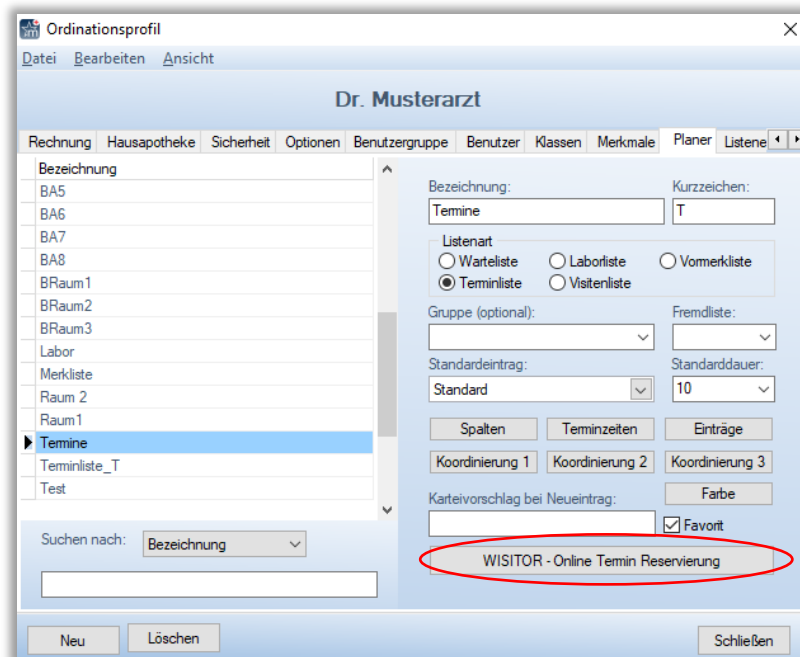 Ordinationsprofil
Datei Bearbeiten Ansicht
Dr. Musterarzt
Rechnung Hausapotheke Sicherheit Optionen Benutzergruppe Benutzer Klassen Merkmale Planer Listene
Bezeichnung
BA5
BA6
BA7
BA8
BRaum1
BRaum2
BRaum3
Labor
Merkliste
Raum 2
Raum1
Termine
Terminliste_T
Test
Suchen nach: Bezeichnung
Bezeichnung: Kurzzeichen:
Termine T
Listenart
Warteliste Laborliste Vormerkliste
Terminliste Visitenliste
Gruppe (optional): Fremdliste:
Standardeintrag: Standarddauer:
Standard 10
Spalten Terminzeiten Einträge
Koordinierung 1 Koordinierung 2 Koordinierung 3
Farbe
Karteivorschlag bei Neueintrag:
Favorit
WISITOR - Online Termin Reservierung
Neu Löschen Schließen